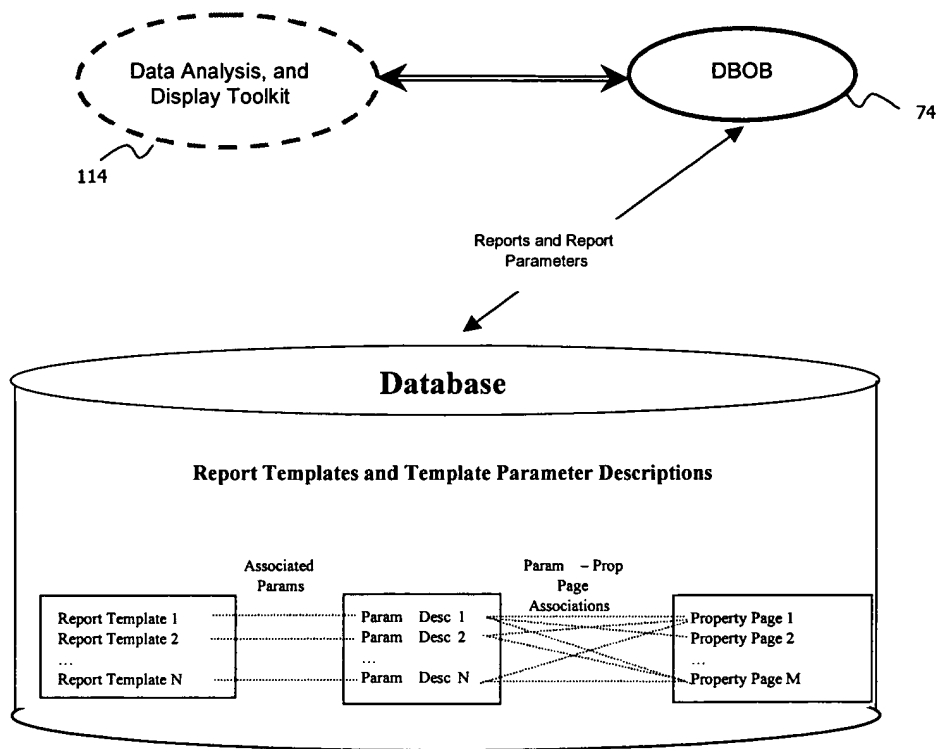 Data Analysis, and
Display Toolkit
DBOB
114
74
Reports and Report
Parameters
Database
Report Templates and Template Parameter Descriptions
Associated
Params
Param – Prop
Page
Associations
Report Template 1
Report Template 2
...
Report Template N
Param Desc 1
Param Desc 2
...
Param Desc N
Property Page 1
Property Page 2
...
Property Page M